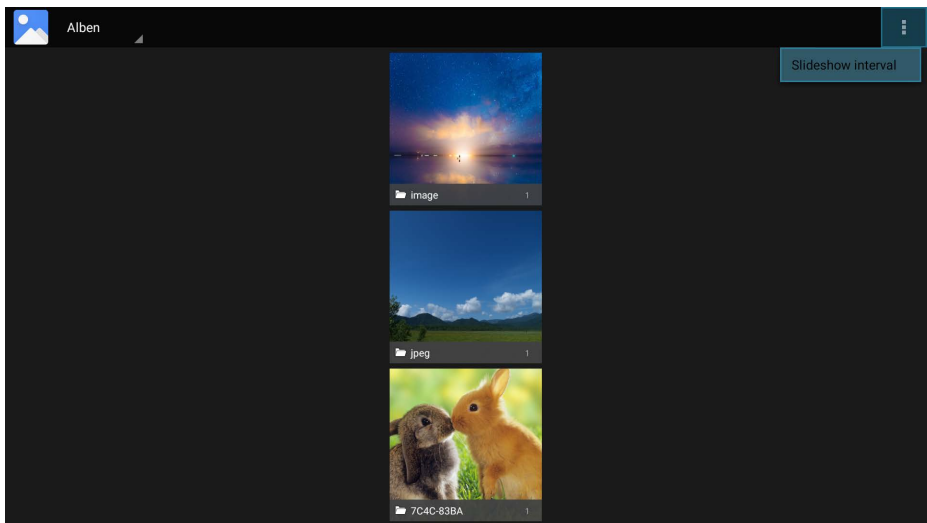 Alben
Slideshow interval
image 1
jpeg 1
7C4C-83BA 1